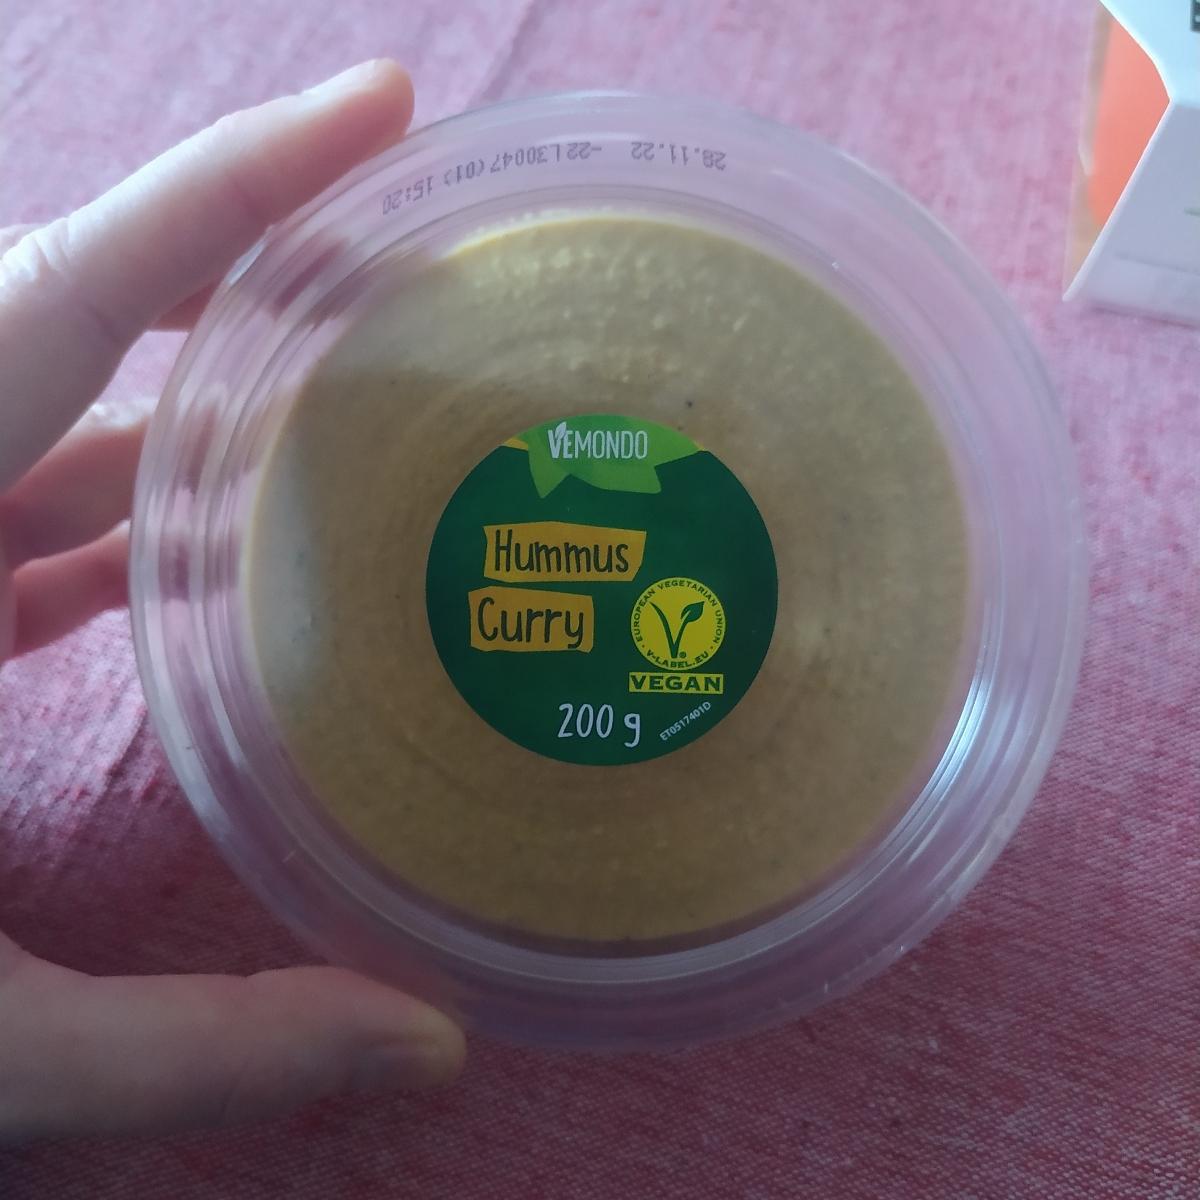 28.11.22 -22L30047(01) 15:20
VEMONDO
Hummus
Curry
EUROPEAN VEGETARIAN UNION
V-LABEL.EU
VEGAN
200 g
ET0517401D